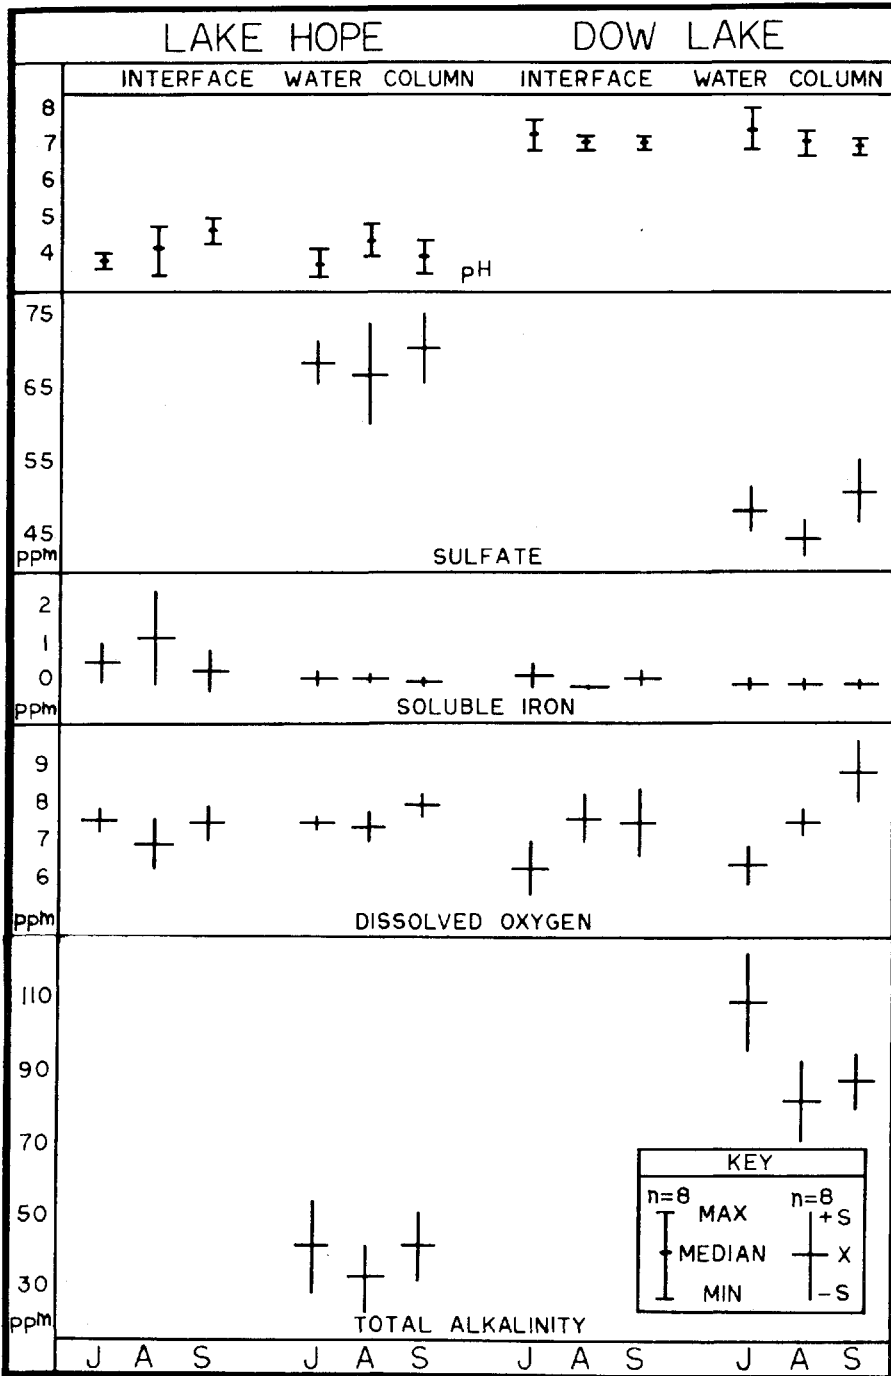 LAKE HOPE DOW LAKE
INTERFACE WATER COLUMN INTERFACE WATER COLUMN
8
7
6
5
4
pH
75
65
55
45
ppm SULFATE
2
1
0
ppm SOLUBLE IRON
9
8
7
6
ppm DISSOLVED OXYGEN
110
90
70
KEY
n=8 n=8
50 MAX +S
MEDIAN X
30 MIN -S
ppm TOTAL ALKALINITY
J A S J A S J A S J A S